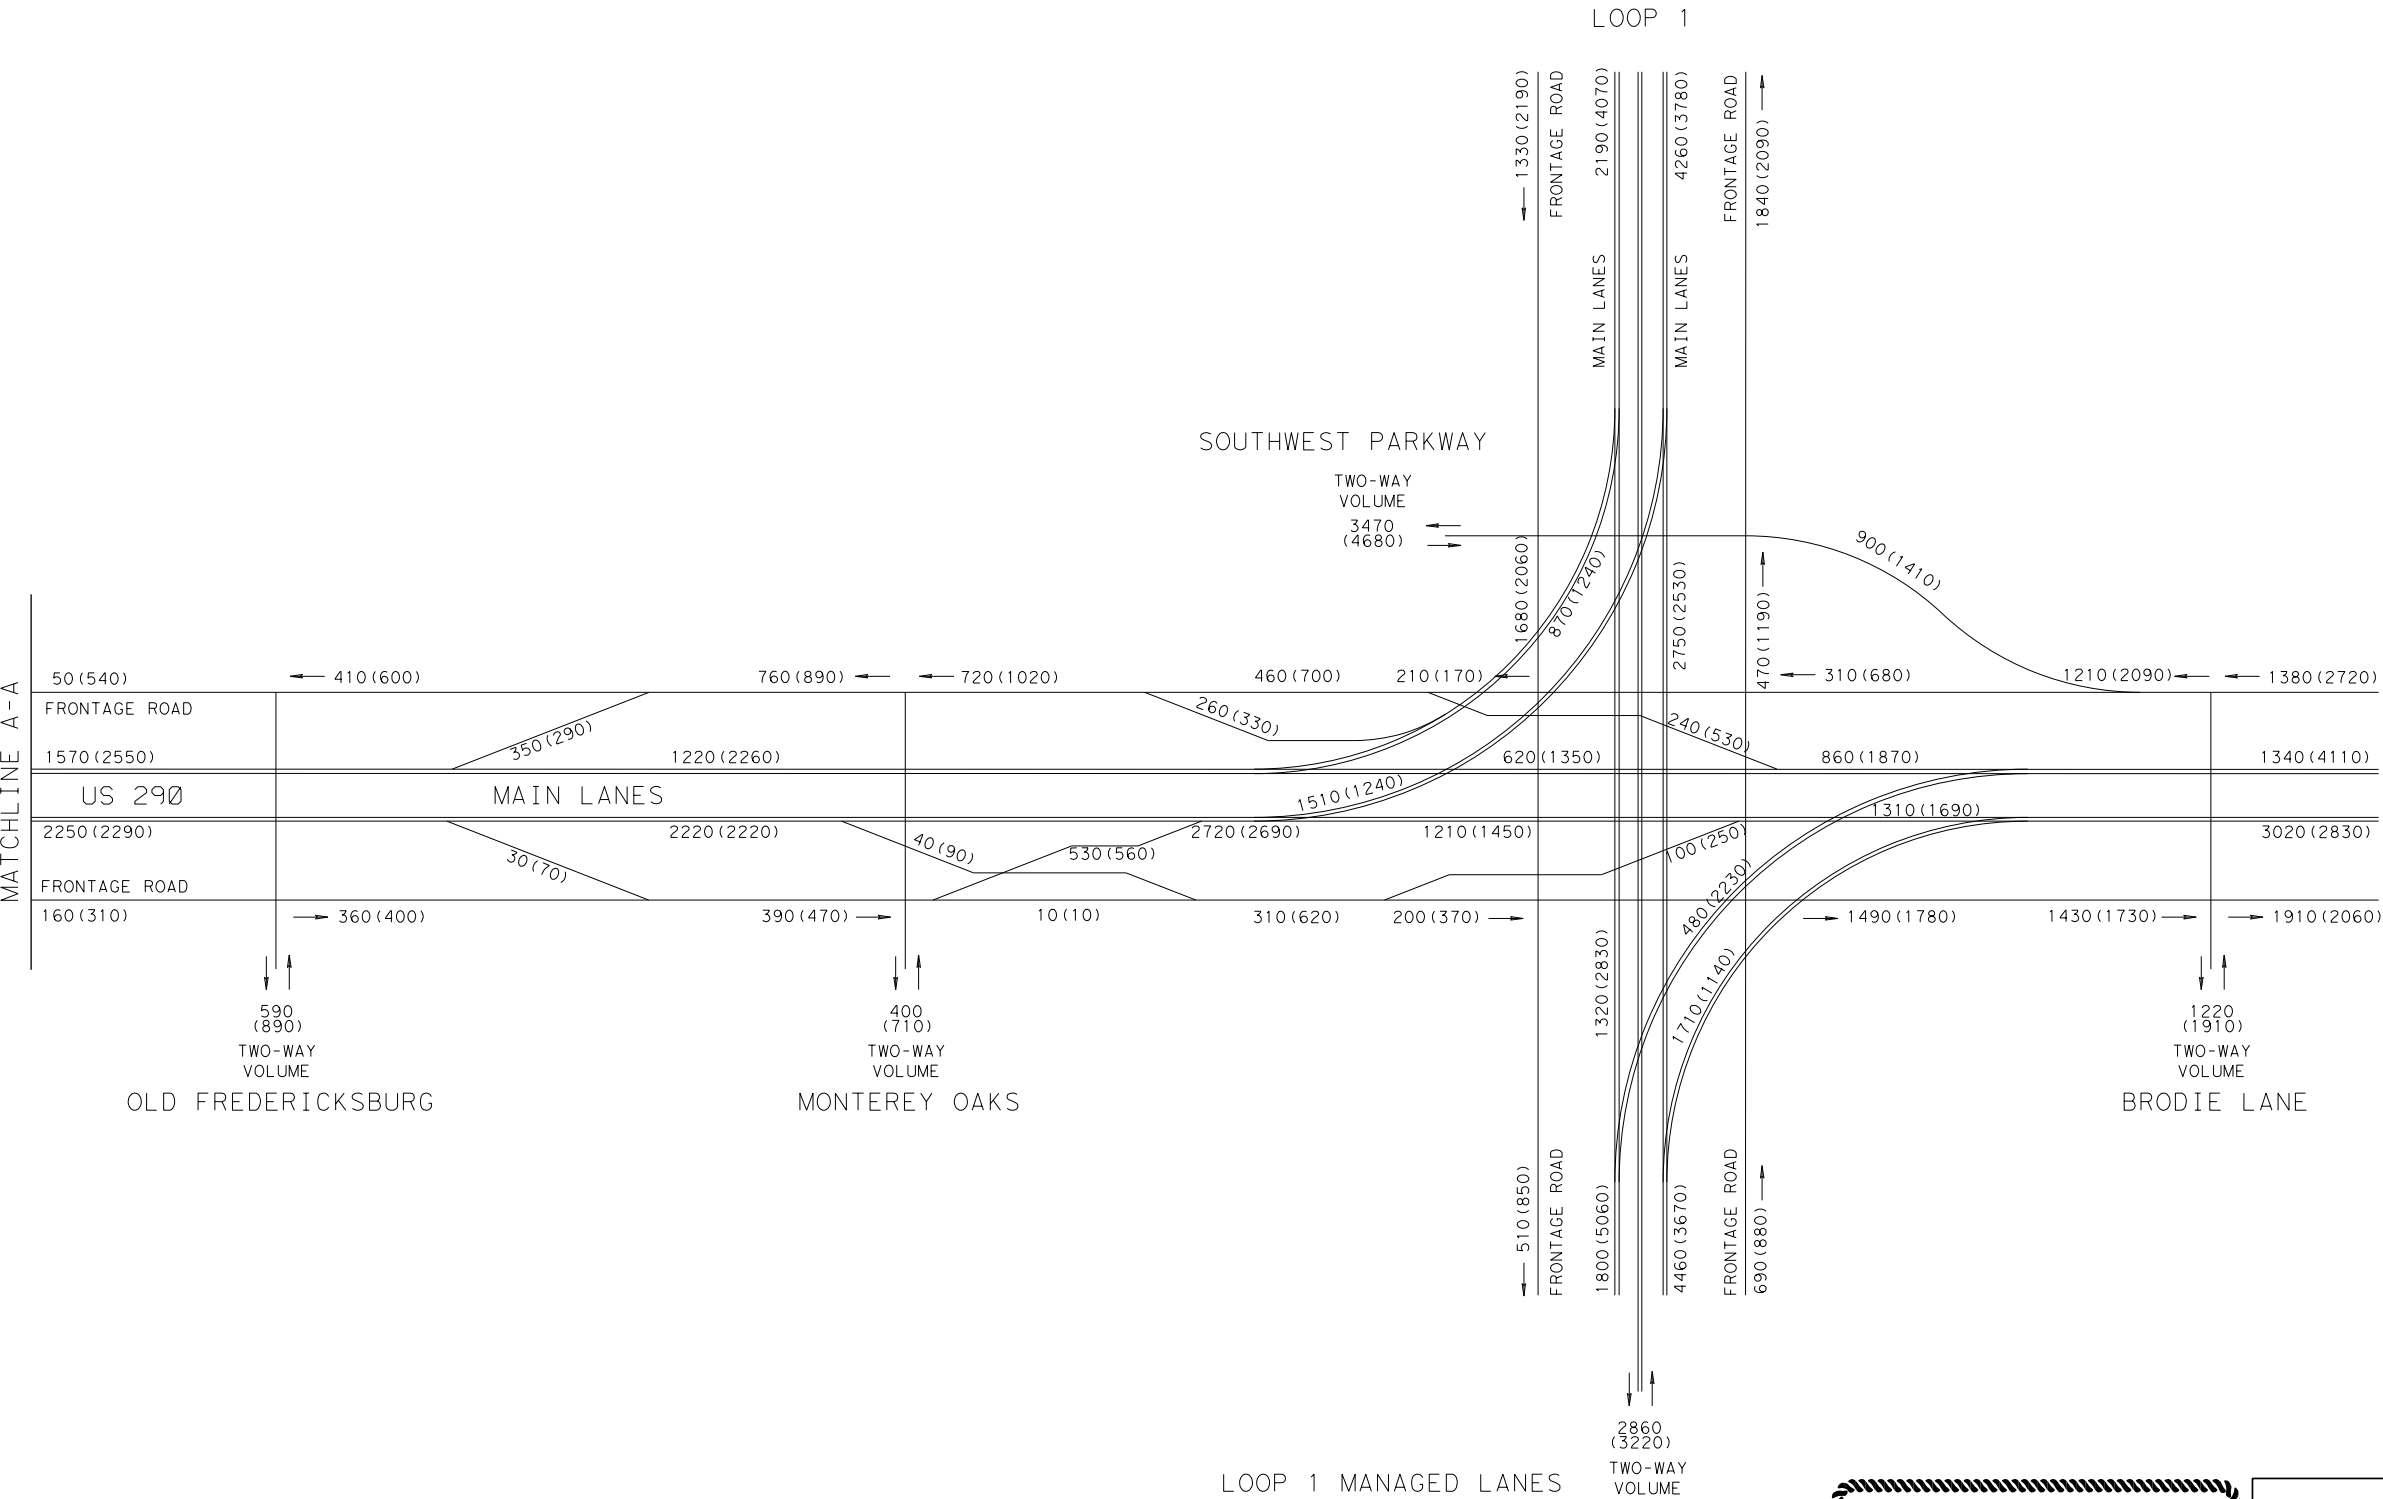 LOOP 1
1330(2190)
FRONTAGE ROAD
2190(4070)
4260(3780)
FRONTAGE ROAD
1840(2090)
MAIN LANES
MAIN LANES
SOUTHWEST PARKWAY
TWO-WAY
VOLUME
3470
(4680)
1680(2060)
870(1240)
2750(2530)
470(1190)
900(1410)
50(540)
410(600)
760(890)
720(1020)
460(700)
210(170)
310(680)
1210(2090)
1380(2720)
FRONTAGE ROAD
350(290)
260(330)
240(530)
MATCHLINE A-A
1570(2550)
1220(2260)
620(1350)
860(1870)
1340(4110)
US 290
MAIN LANES
1510(1240)
1310(1690)
2250(2290)
2220(2220)
2720(2690)
1210(1450)
3020(2830)
30(70)
40(90)
530(560)
100(250)
FRONTAGE ROAD
480(2230)
160(310)
360(400)
390(470)
10(10)
310(620)
200(370)
1490(1780)
1430(1730)
1910(2060)
1320(2830)
1710(1140)
590
(890)
TWO-WAY
VOLUME
OLD FREDERICKSBURG
400
(710)
TWO-WAY
VOLUME
MONTEREY OAKS
1220
(1910)
TWO-WAY
VOLUME
BRODIE LANE
510(850)
FRONTAGE ROAD
1800(5060)
4460(3670)
FRONTAGE ROAD
690(880)
2860
(3220)
TWO-WAY
VOLUME
LOOP 1 MANAGED LANES